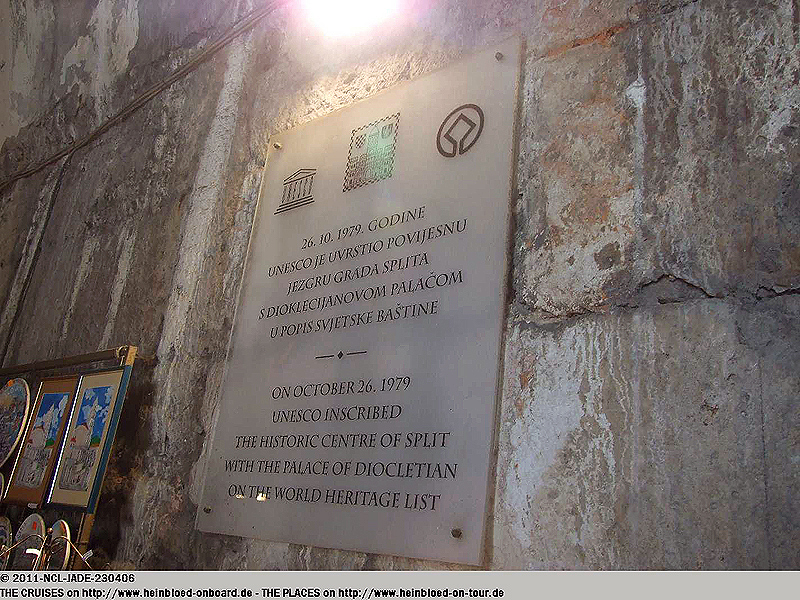 26. 10. 1979. GODINE
UNESCO JE UVRSTIO POVIJESNU
JEZGRU GRADA SPLITA
S DIOKLECIJANOVOM PALAČOM
U POPIS SVJETSKE BAŠTINE
ON OCTOBER 26, 1979
UNESCO INSCRIBED
THE HISTORIC CENTRE OF SPLIT
WITH THE PALACE OF DIOCLETIAN
ON THE WORLD HERITAGE LIST
© 2011-NCL-JADE-230406
THE CRUISES on http://www.heinbloed-onboard.de - THE PLACES on http://www.heinbloed-on-tour.de